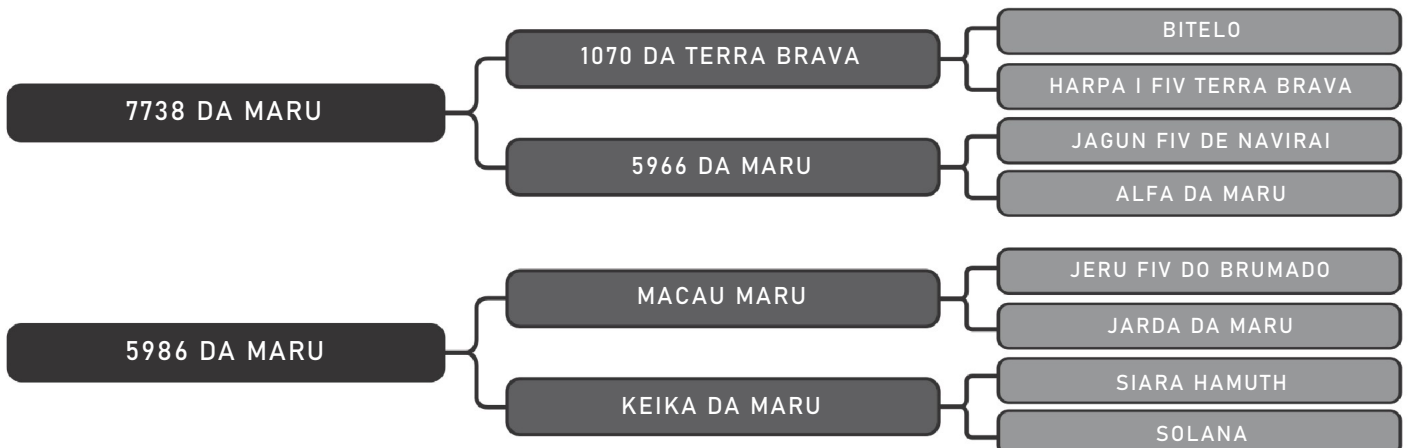 BITELO
1070 DA TERRA BRAVA
HARPA I FIV TERRA BRAVA
7738 DA MARU
JAGUN FIV DE NAVIRAI
5966 DA MARU
ALFA DA MARU
JERU FIV DO BRUMADO
MACAU MARU
JARDA DA MARU
5986 DA MARU
SIARA HAMUTH
KEIKA DA MARU
SOLANA